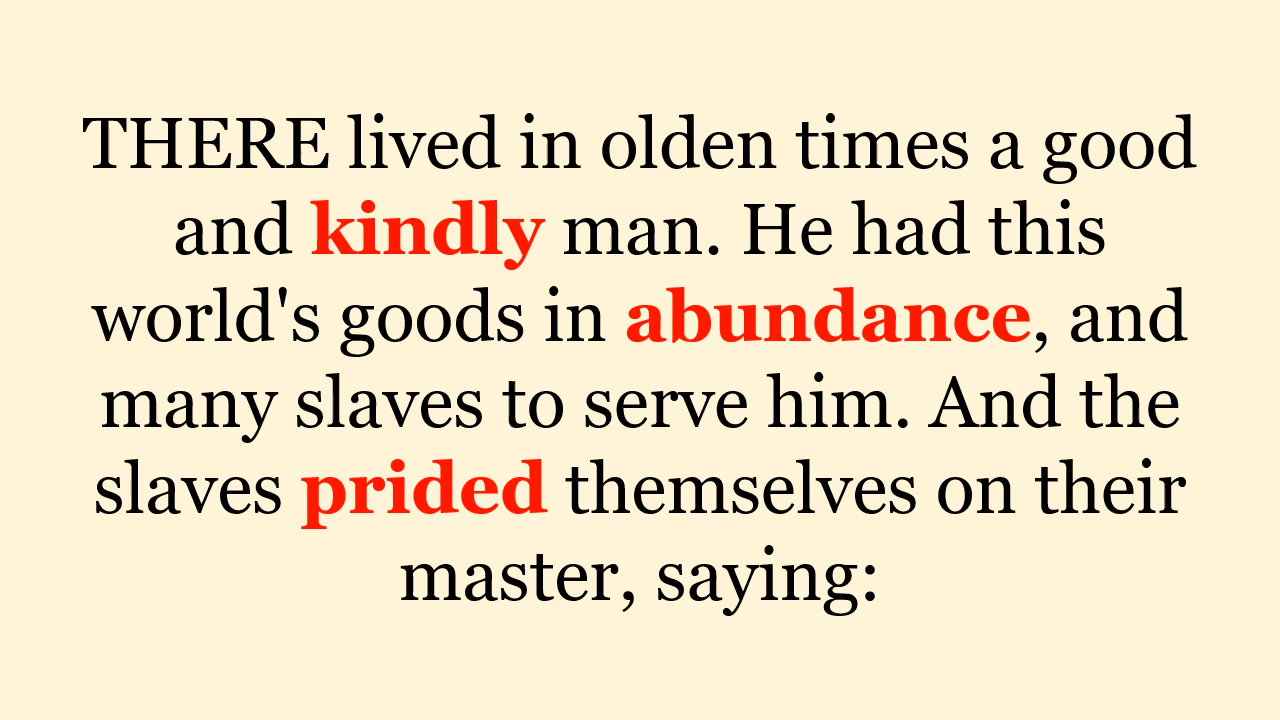 THERE lived in olden times a good
and kindly man. He had this
world's goods in abundance, and
many slaves to serve him. And the
slaves prided themselves on their
master, saying: